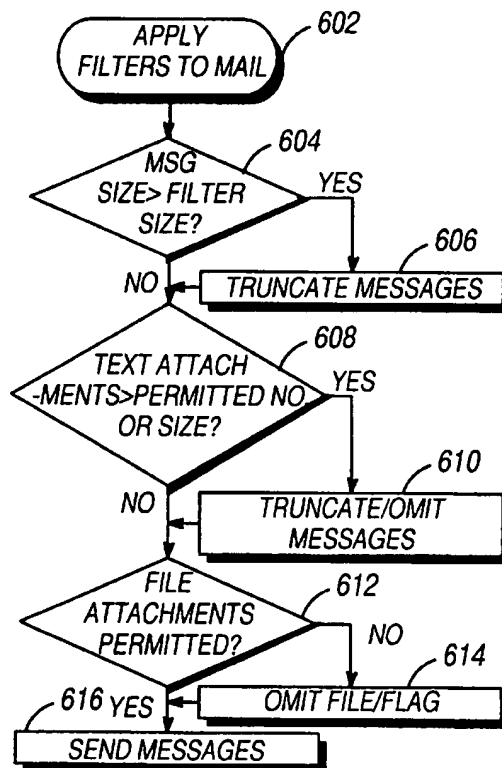 APPLY
FILTERS TO MAIL
602
MSG
SIZE> FILTER
SIZE?
604
YES
NO
606
TRUNCATE MESSAGES
TEXT ATTACH
-MENTS>PERMITTED NO.
OR SIZE?
608
YES
NO
610
TRUNCATE/OMIT
MESSAGES
FILE
ATTACHMENTS
PERMITTED?
612
NO
YES
614
OMIT FILE/FLAG
616
SEND MESSAGES